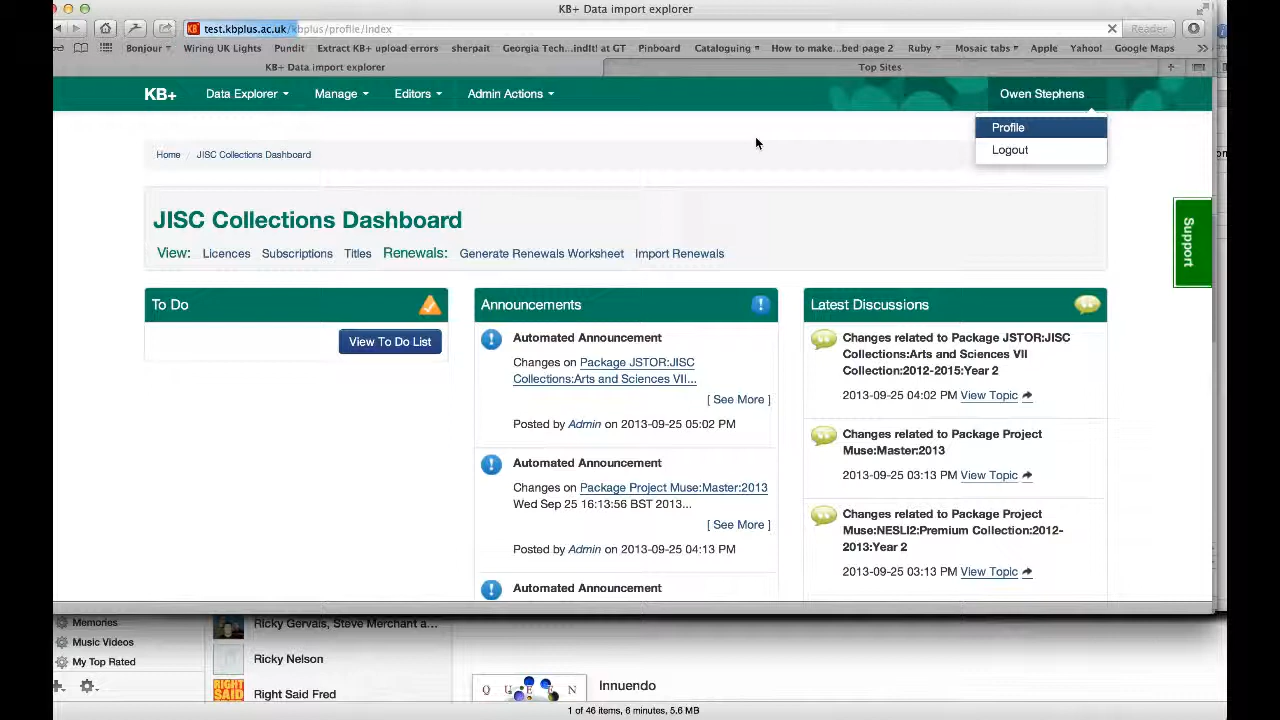 KB+ Data import explorer
test.kbplus.ac.uk/kbplus/profile/index
Reader
Bonjour Wiring UK Lights Pundit Extract KB+ upload errors sherpait Georgia Tech...indIt! at GT Pinboard Cataloguing How to make...bed page 2 Ruby Mosaic tabs Apple Yahoo! Google Maps
KB+ Data import explorer
Top Sites
KB+ Data Explorer Manage Editors Admin Actions Owen Stephens
Profile
Logout
Home / JISC Collections Dashboard
JISC Collections Dashboard
View: Licences Subscriptions Titles Renewals: Generate Renewals Worksheet Import Renewals
Support
To Do
View To Do List
Announcements
Automated Announcement
Changes on Package JSTOR:JISC
Collections:Arts and Sciences VII...
[ See More ]
Posted by Admin on 2013-09-25 05:02 PM
Automated Announcement
Changes on Package Project Muse:Master:2013
Wed Sep 25 16:13:56 BST 2013...
[ See More ]
Posted by Admin on 2013-09-25 04:13 PM
Automated Announcement
Latest Discussions
Changes related to Package JSTOR:JISC
Collections:Arts and Sciences VII
Collection:2012-2015:Year 2
2013-09-25 04:02 PM View Topic
Changes related to Package Project
Muse:Master:2013
2013-09-25 03:13 PM View Topic
Changes related to Package Project
Muse:NESLI2:Premium Collection:2012-
2013:Year 2
2013-09-25 03:13 PM View Topic
Memories
Music Videos
My Top Rated
Ricky Gervais, Steve Merchant a...
Ricky Nelson
RIGHT
SAID
FRED
Right Said Fred
QUEEN
Innuendo
1 of 46 items, 6 minutes, 5.6 MB